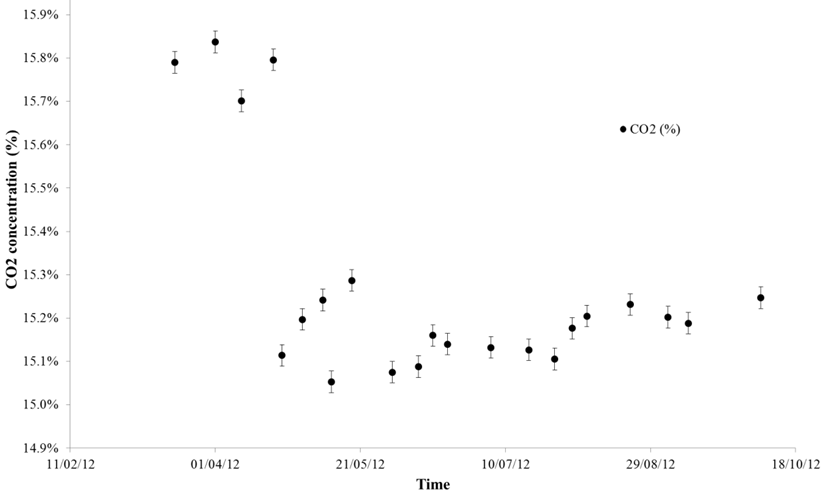 15.9%
15.8%
15.7%
15.6%
15.5%
15.4%
15.3%
15.2%
15.1%
15.0%
14.9%
CO2 concentration (%)
CO2 (%)
11/02/12 01/04/12 21/05/12 10/07/12 29/08/12 18/10/12
Time